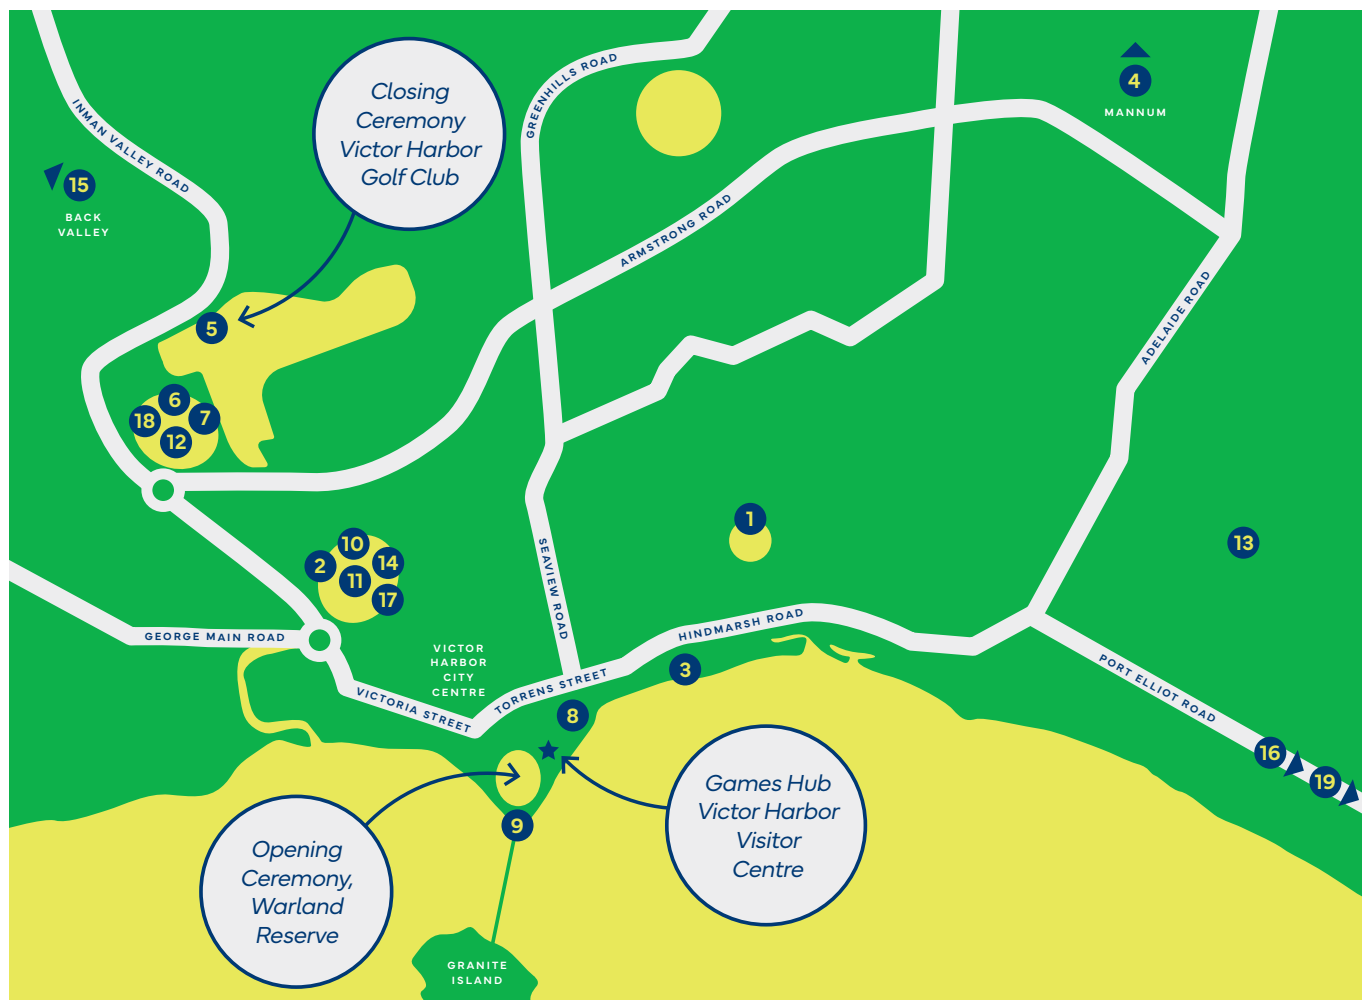 Closing
Ceremony
Victor Harbor
Golf Club
GREENHILLS ROAD
4
MANNUM
INMAN VALLEY ROAD
15
BACK
VALLEY
ARMSTRONG ROAD
ADELAIDE ROAD
5
6
18
7
12
1
13
10
2
14
11
17
SEAVIEW ROAD
GEORGE MAIN ROAD
HINDMARSH ROAD
VICTOR
HARBOR
CITY
CENTRE
3
PORT ELLIOT ROAD
VICTORIA STREET
TORRENS STREET
8
16
19
9
Games Hub
Victor Harbor
Visitor
Centre
Opening
Ceremony,
Warland
Reserve
GRANITE
ISLAND